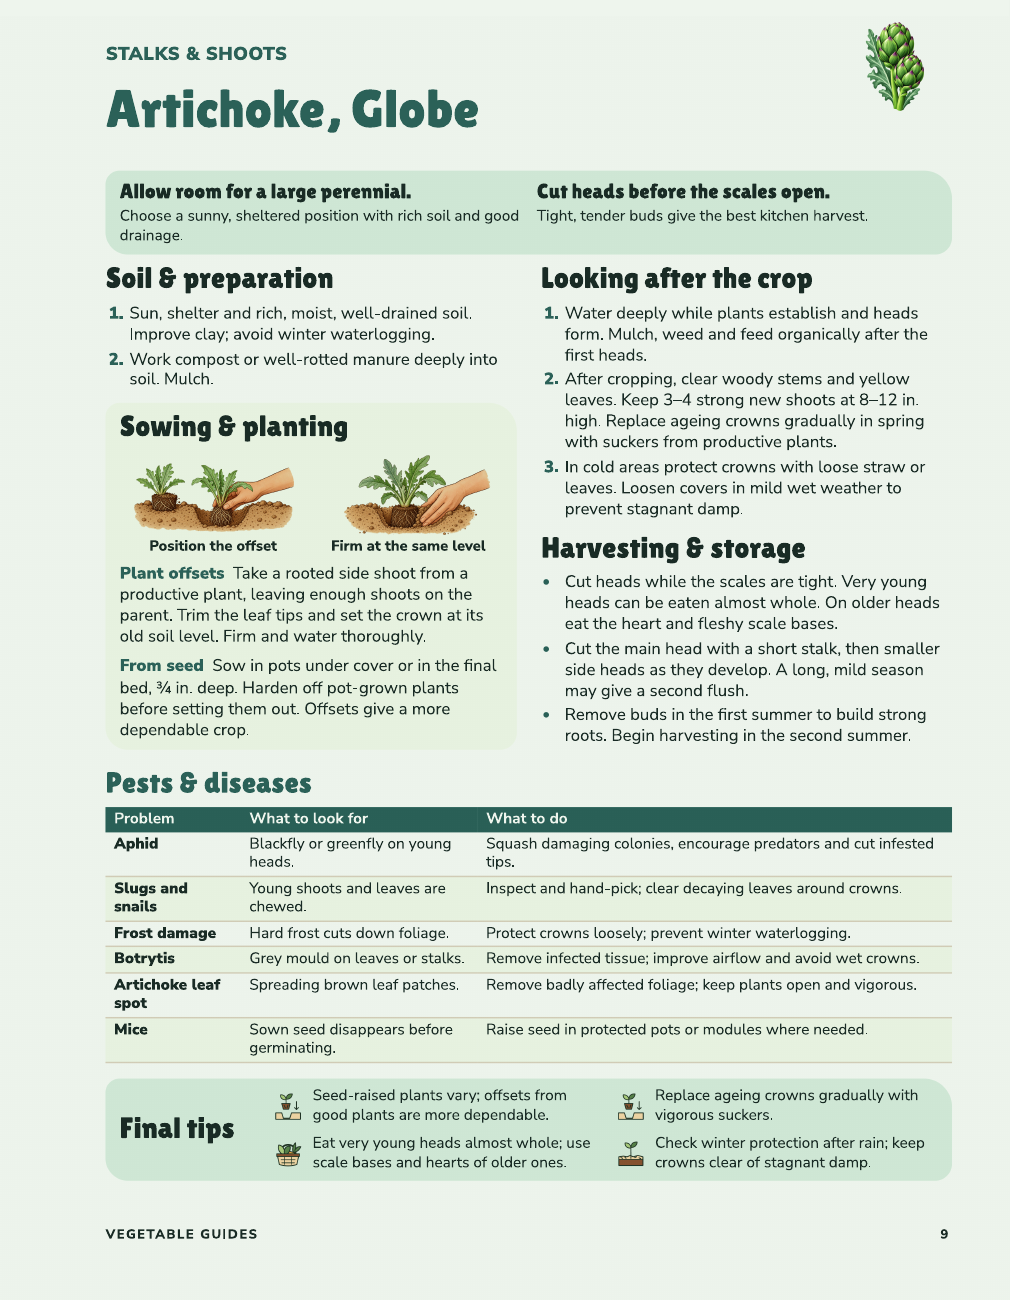 STALKS & SHOOTS
Artichoke, Globe
Allow room for a large perennial.
Choose a sunny, sheltered position with rich soil and good
drainage.
Cut heads before the scales open.
Tight, tender buds give the best kitchen harvest.
Soil & preparation
1. Sun, shelter and rich, moist, well-drained soil.
Improve clay; avoid winter waterlogging.
2. Work compost or well-rotted manure deeply into
soil. Mulch.
Sowing & planting
Position the offset
Firm at the same level
Plant offsets Take a rooted side shoot from a
productive plant, leaving enough shoots on the
parent. Trim the leaf tips and set the crown at its
old soil level. Firm and water thoroughly.
From seed Sow in pots under cover or in the final
bed, ¾ in. deep. Harden off pot-grown plants
before setting them out. Offsets give a more
dependable crop.
Looking after the crop
1. Water deeply while plants establish and heads
form. Mulch, weed and feed organically after the
first heads.
2. After cropping, clear woody stems and yellow
leaves. Keep 3–4 strong new shoots at 8–12 in.
high. Replace ageing crowns gradually in spring
with suckers from productive plants.
3. In cold areas protect crowns with loose straw or
leaves. Loosen covers in mild wet weather to
prevent stagnant damp.
Harvesting & storage
• Cut heads while the scales are tight. Very young
heads can be eaten almost whole. On older heads
eat the heart and fleshy scale bases.
• Cut the main head with a short stalk, then smaller
side heads as they develop. A long, mild season
may give a second flush.
• Remove buds in the first summer to build strong
roots. Begin harvesting in the second summer.
Pests & diseases
Problem What to look for What to do
Aphid Blackfly or greenfly on young Squash damaging colonies, encourage predators and cut infested
heads. tips.
Slugs and Young shoots and leaves are Inspect and hand-pick; clear decaying leaves around crowns.
snails chewed.
Frost damage Hard frost cuts down foliage. Protect crowns loosely; prevent winter waterlogging.
Botrytis Grey mould on leaves or stalks. Remove infected tissue; improve airflow and avoid wet crowns.
Artichoke leaf Spreading brown leaf patches. Remove badly affected foliage; keep plants open and vigorous.
spot
Mice Sown seed disappears before Raise seed in protected pots or modules where needed.
germinating.
Final tips
Seed-raised plants vary; offsets from
good plants are more dependable.
Eat very young heads almost whole; use
scale bases and hearts of older ones.
Replace ageing crowns gradually with
vigorous suckers.
Check winter protection after rain; keep
crowns clear of stagnant damp.
VEGETABLE GUIDES 9